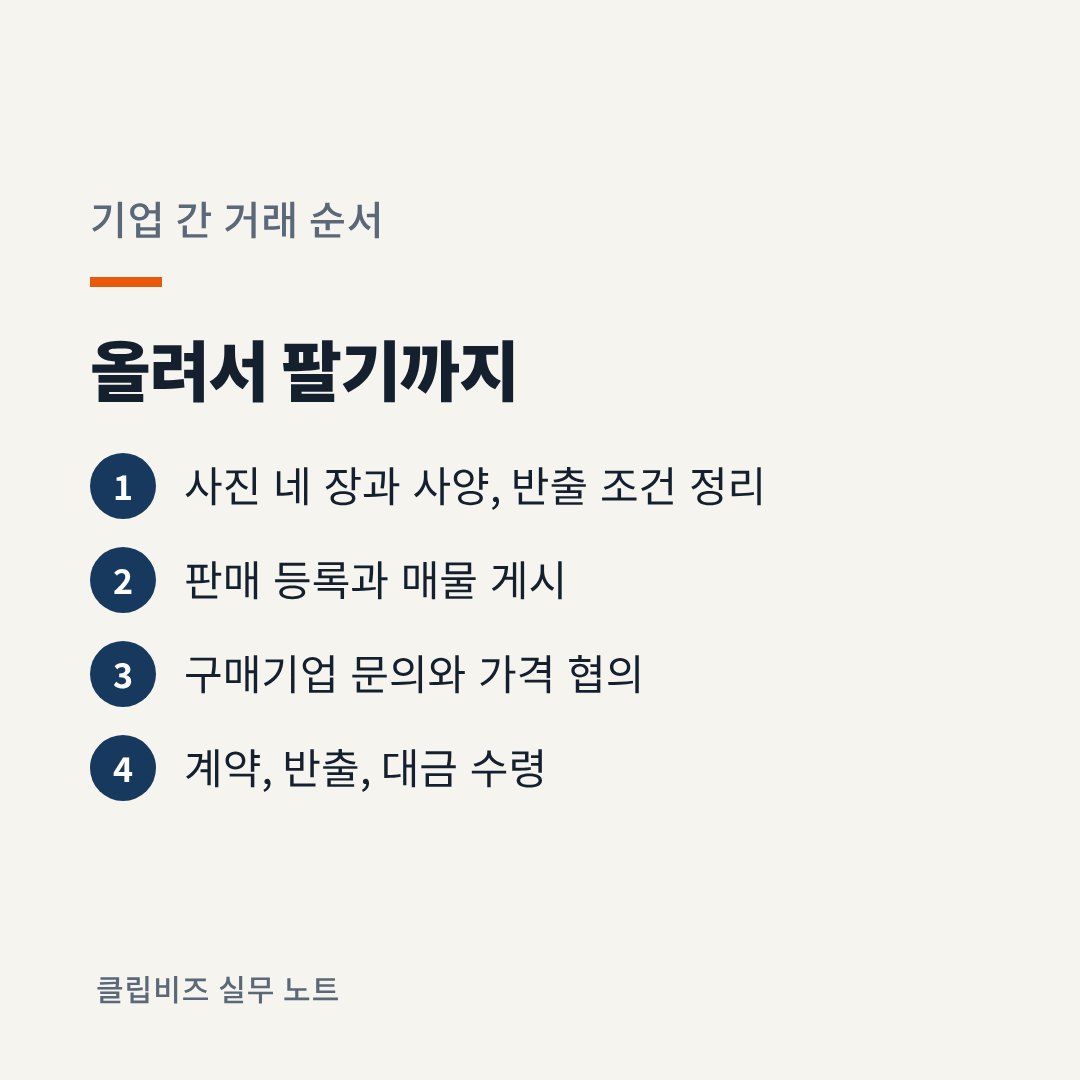 기업 간 거래 순서
올려서 팔기까지
1 사진 네 장과 사양, 반출 조건 정리
2 판매 등록과 매물 게시
3 구매기업 문의와 가격 협의
4 계약, 반출, 대금 수령
클립비즈 실무 노트